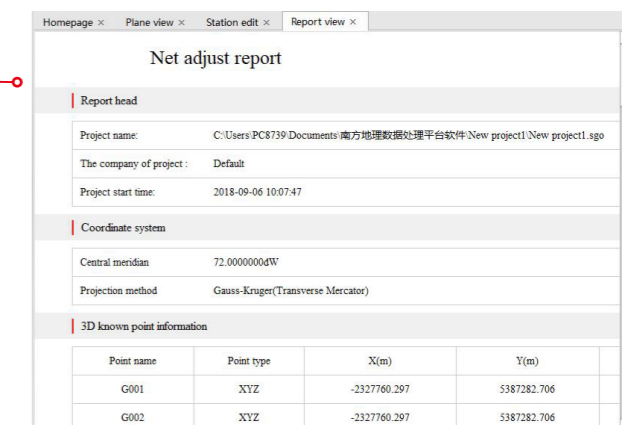 Homepage × Plane view × Station edit × Report view ×
Net adjust report
Report head
Project name: C:\Users\PC8739\Documents\南方地理数据处理平台软件\New project1\New project1.sgo
The company of project : Default
Project start time: 2018-09-06 10:07:47
Coordinate system
Central meridian 72.0000000dW
Projection method Gauss-Kruger(Transverse Mercator)
3D known point information
Point name Point type X(m) Y(m)
G001 XYZ -2327760.297 5387282.706
G002 XYZ -2327760.297 5387282.706